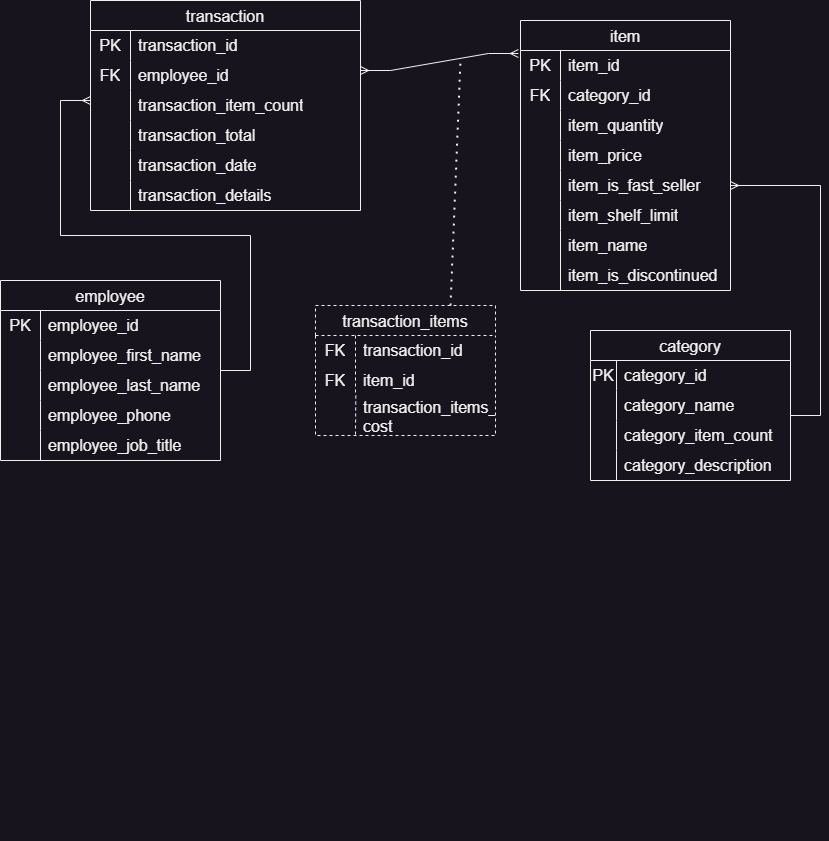 transaction
PK transaction_id
FK employee_id
transaction_item_count
transaction_total
transaction_date
transaction_details
item
PK item_id
FK category_id
item_quantity
item_price
item_is_fast_seller
item_shelf_limit
item_name
item_is_discontinued
employee
PK employee_id
employee_first_name
employee_last_name
employee_phone
employee_job_title
transaction_items
FK transaction_id
FK item_id
transaction_items_
cost
category
PK category_id
category_name
category_item_count
category_description